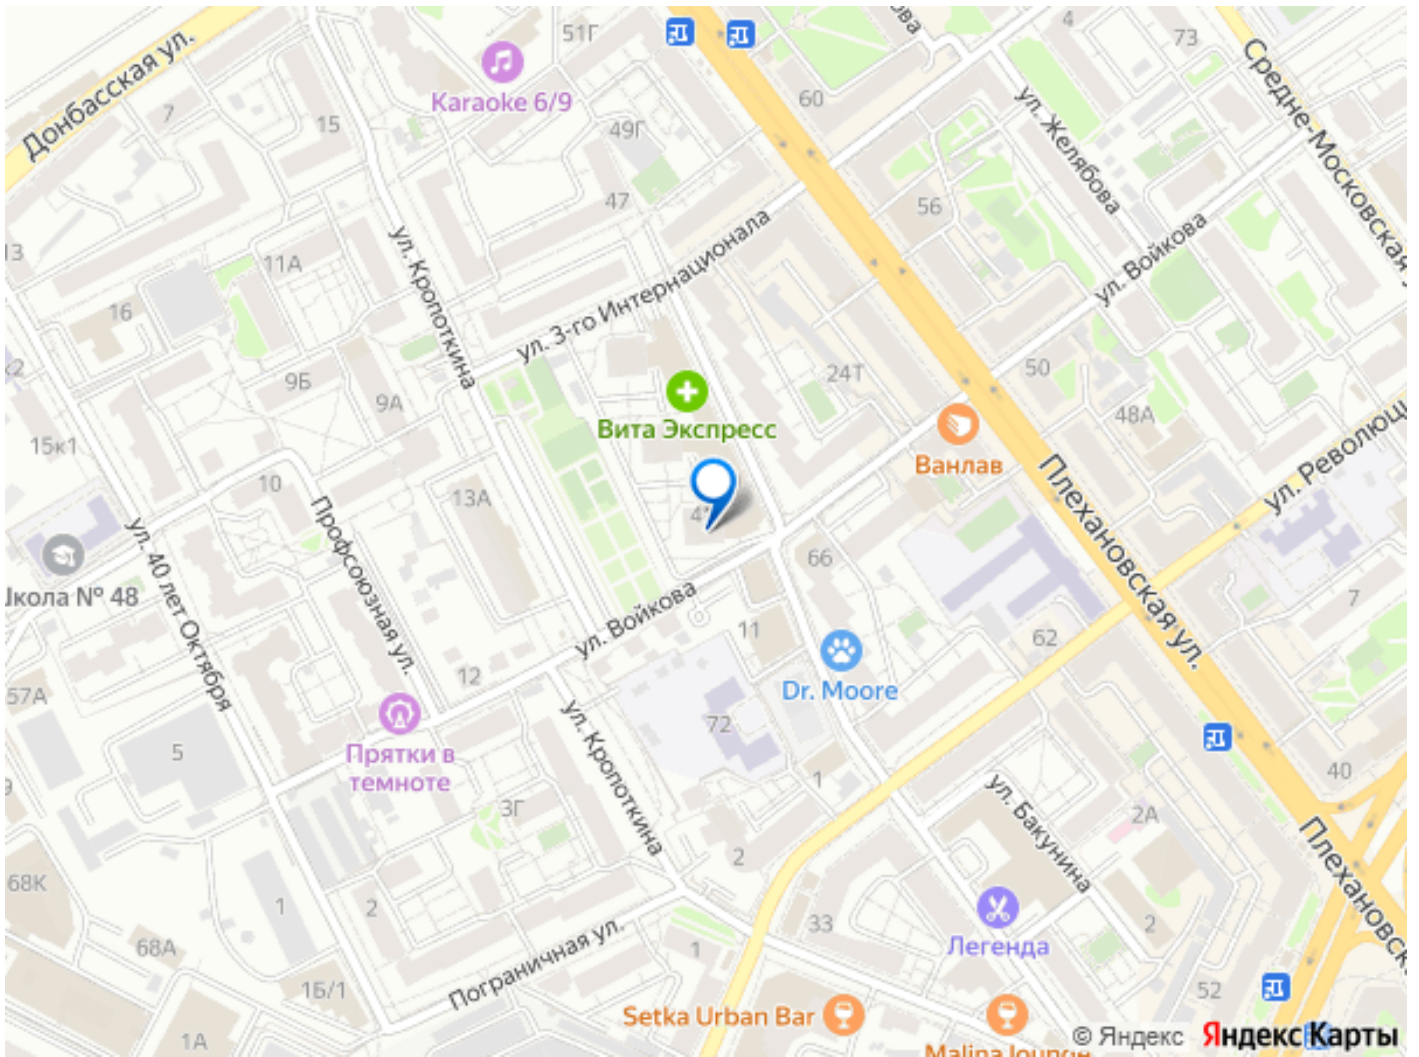 51Г
4
73
Karaoke 6/9
Донбасская ул.
7
15
49Г
60
ул. Желябова
Средне-Московская
47
56
ул. Войкова
13
11А
ул. Кропоткина
ул. 3-го Интернационала
16
9Б
9А
24Т
50
48А
Вита Экспресс
Ванлав
15к1
10
13А
Плехановская ул.
Профсоюзная ул.
ул. 40 лет Октября
66
школа № 48
7
ул. Войкова
11
62
57А
12
Dr. Moore
72
5
Прятки в
темноте
ул. Кропоткина
1
40
3Г
ул. Бакунина
2А
2
68К
1
2
33
Легенда
2
68А
Пограничная ул.
1
1Б/1
52
Setka Urban Bar
1А
© Яндекс
Яндекс Карты